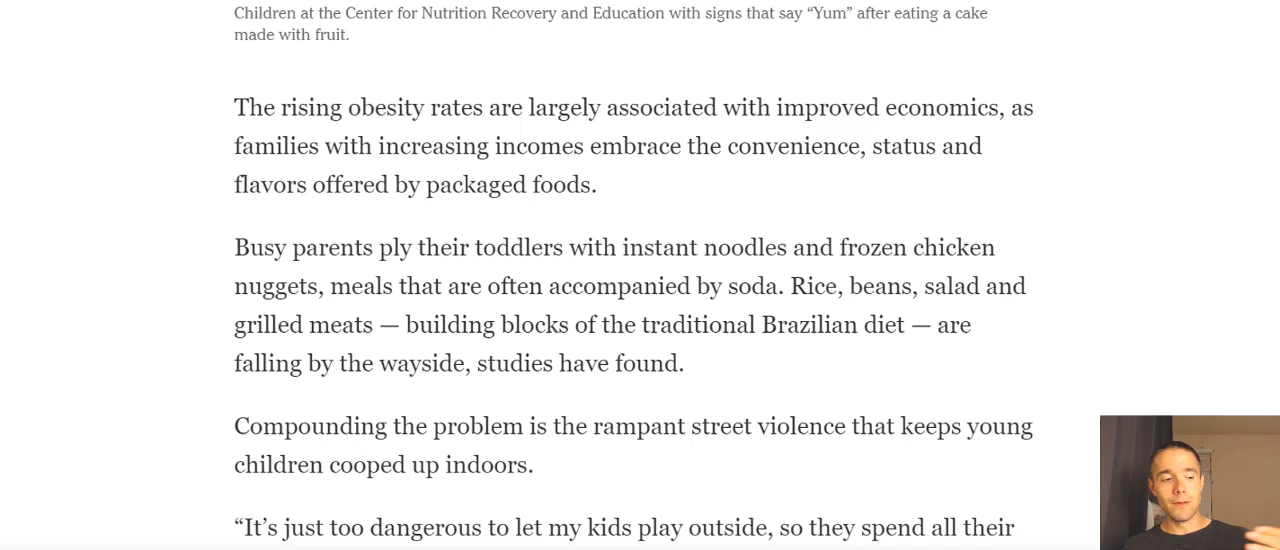 Children at the Center for Nutrition Recovery and Education with signs that say “Yum” after eating a cake
made with fruit.
The rising obesity rates are largely associated with improved economics, as
families with increasing incomes embrace the convenience, status and
flavors offered by packaged foods.
Busy parents ply their toddlers with instant noodles and frozen chicken
nuggets, meals that are often accompanied by soda. Rice, beans, salad and
grilled meats — building blocks of the traditional Brazilian diet — are
falling by the wayside, studies have found.
Compounding the problem is the rampant street violence that keeps young
children cooped up indoors.
“It’s just too dangerous to let my kids play outside, so they spend all their